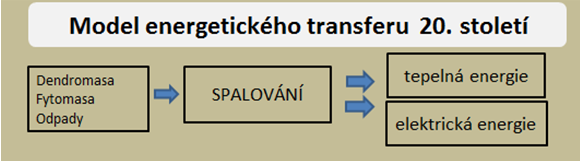 Model energetického transferu 20. století
Dendromasa
Fytomasa
Odpady
SPALOVÁNÍ
tepelná energie
elektrická energie